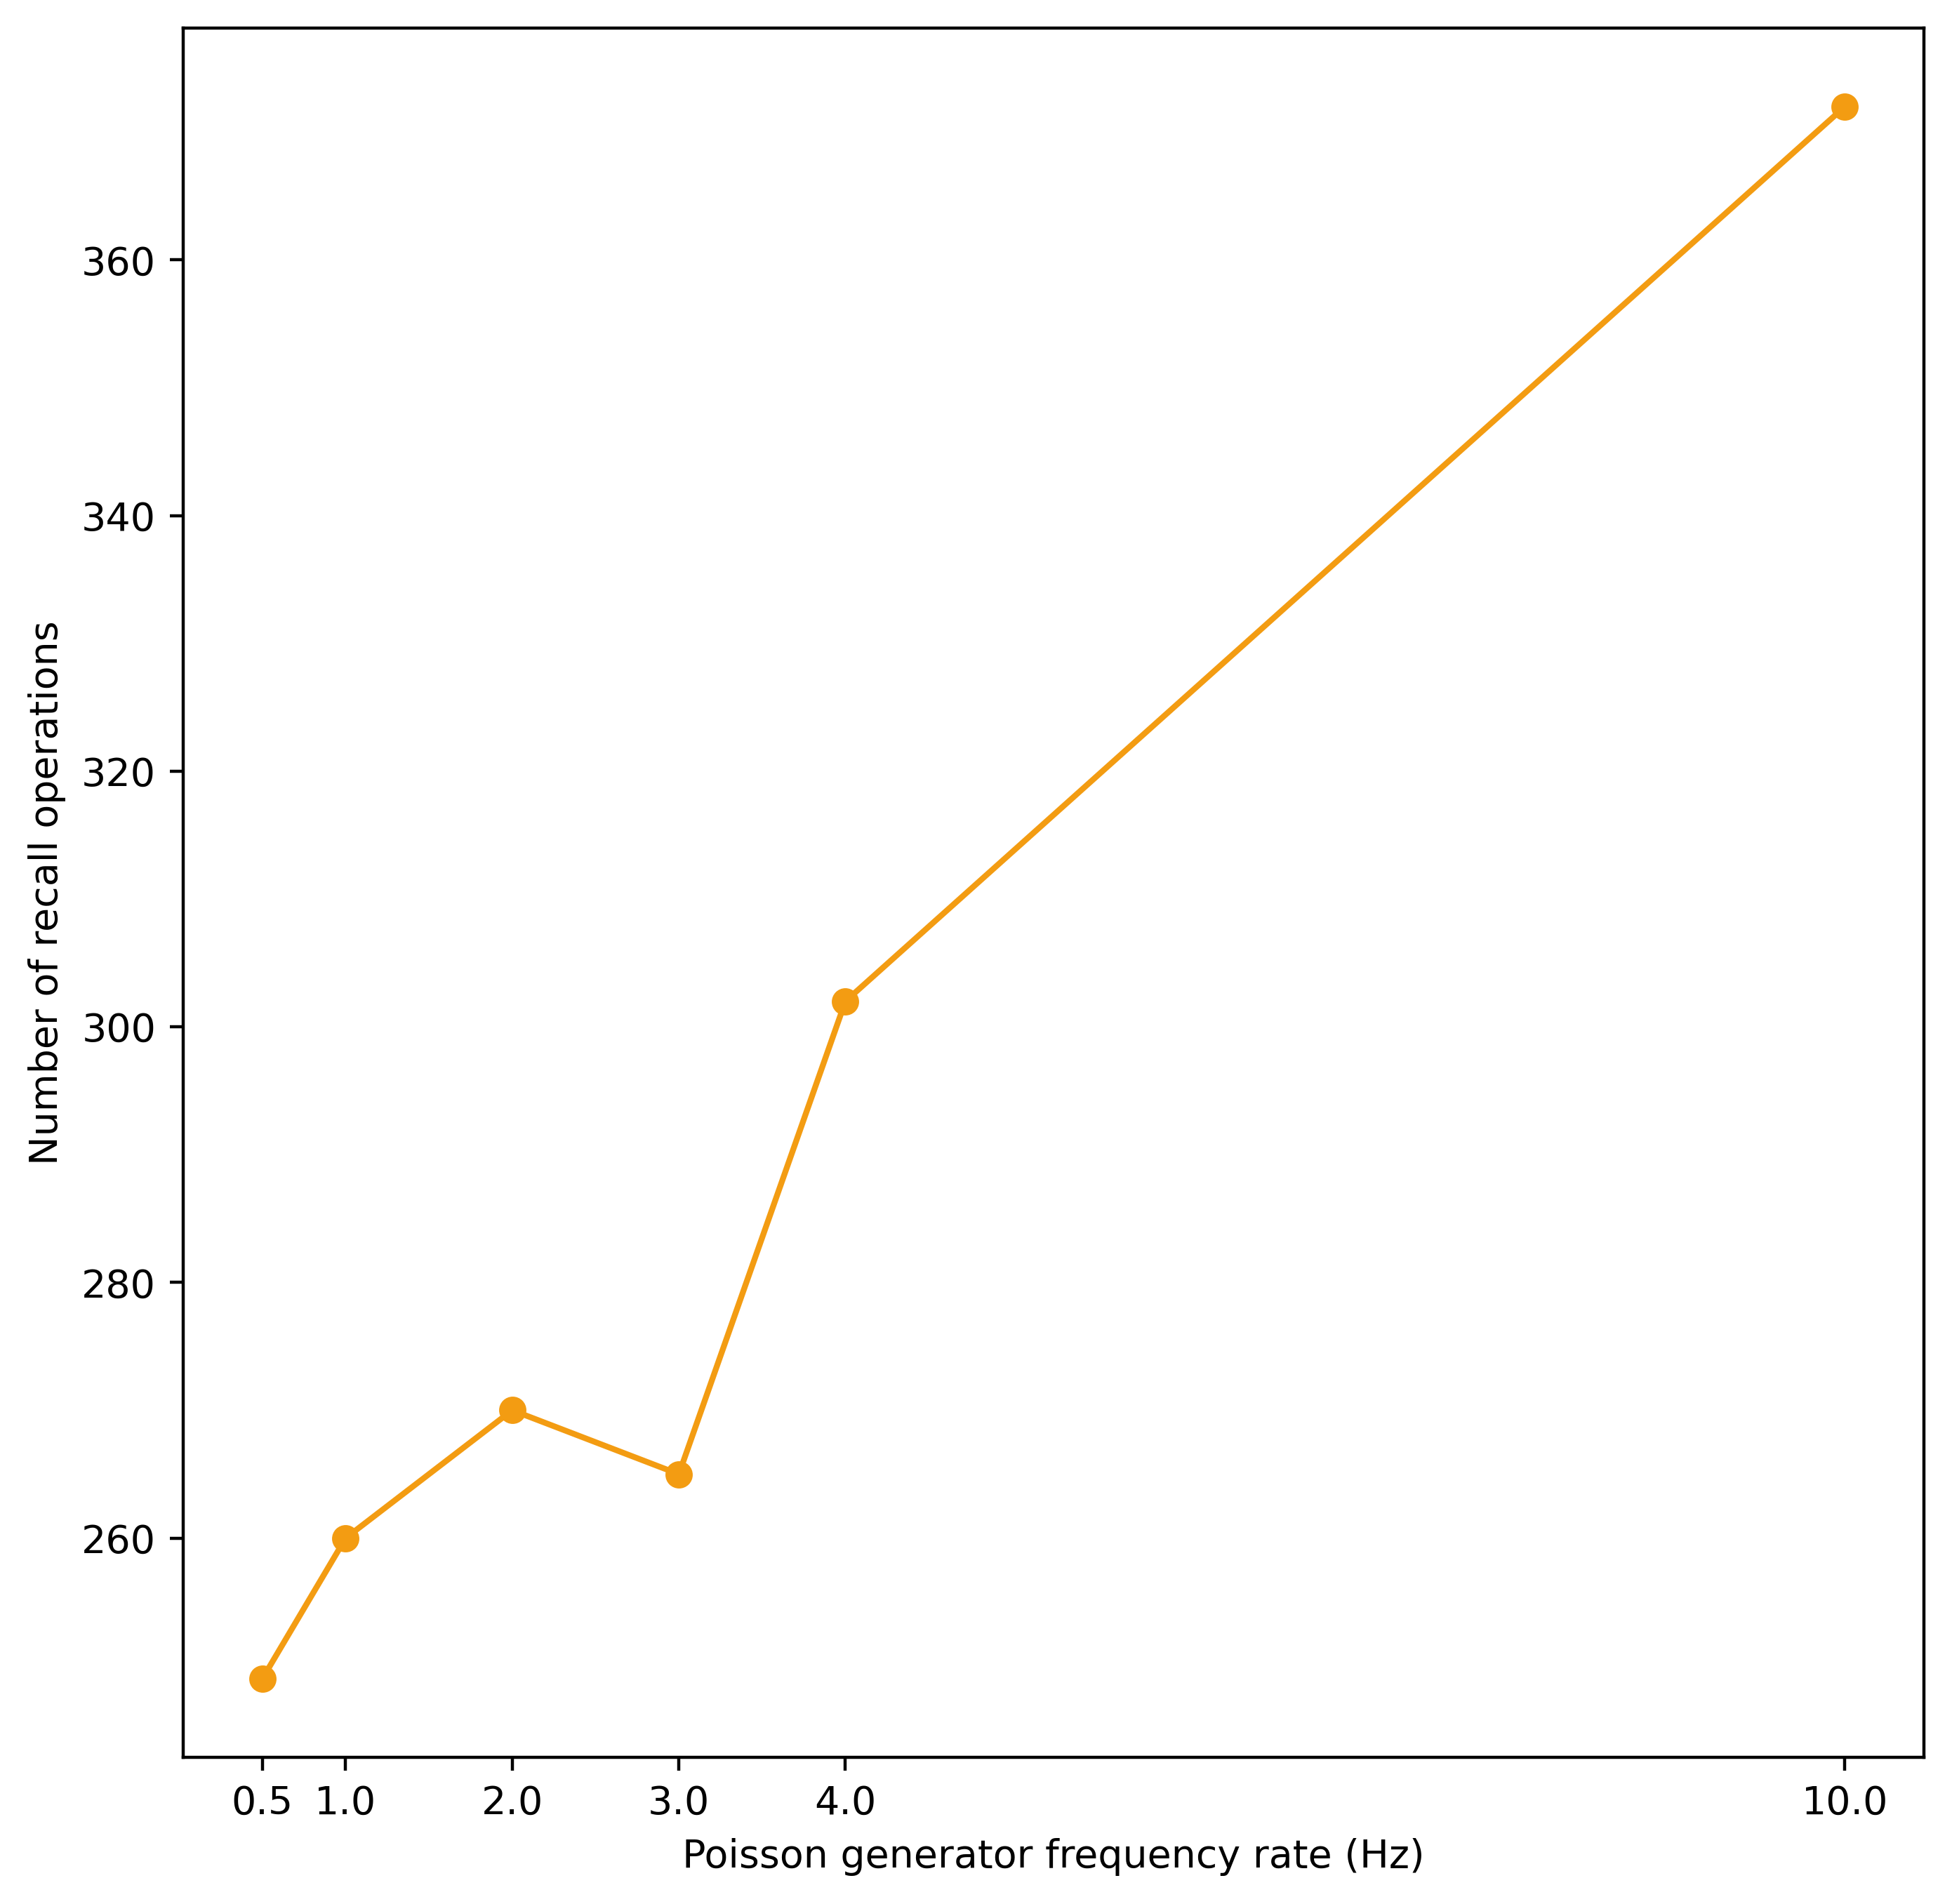 Number of recall operations
360
340
320
300
280
260
0.5 1.0 2.0 3.0 4.0 10.0
Poisson generator frequency rate (Hz)